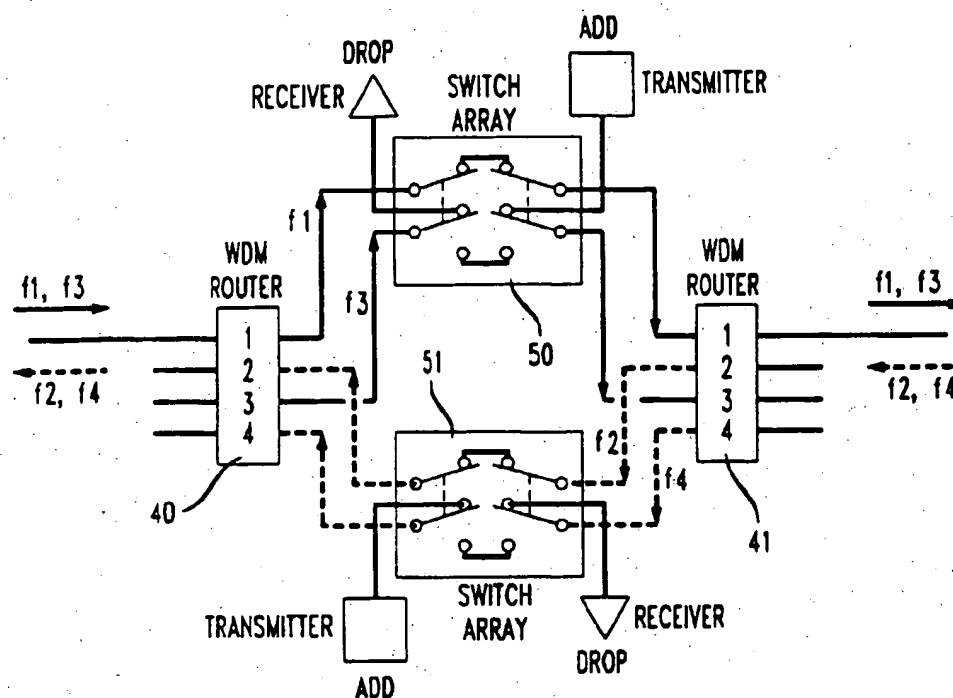 ADD
DROP
RECEIVER
SWITCH
ARRAY
TRANSMITTER
f1
WDM
ROUTER
f1, f3
f3
50
WDM
ROUTER
f1, f3
1
2
3
4
f2, f4
40
51
1
2
3
4
f2, f4
f2
f4
41
TRANSMITTER
SWITCH
ARRAY
RECEIVER
DROP
ADD